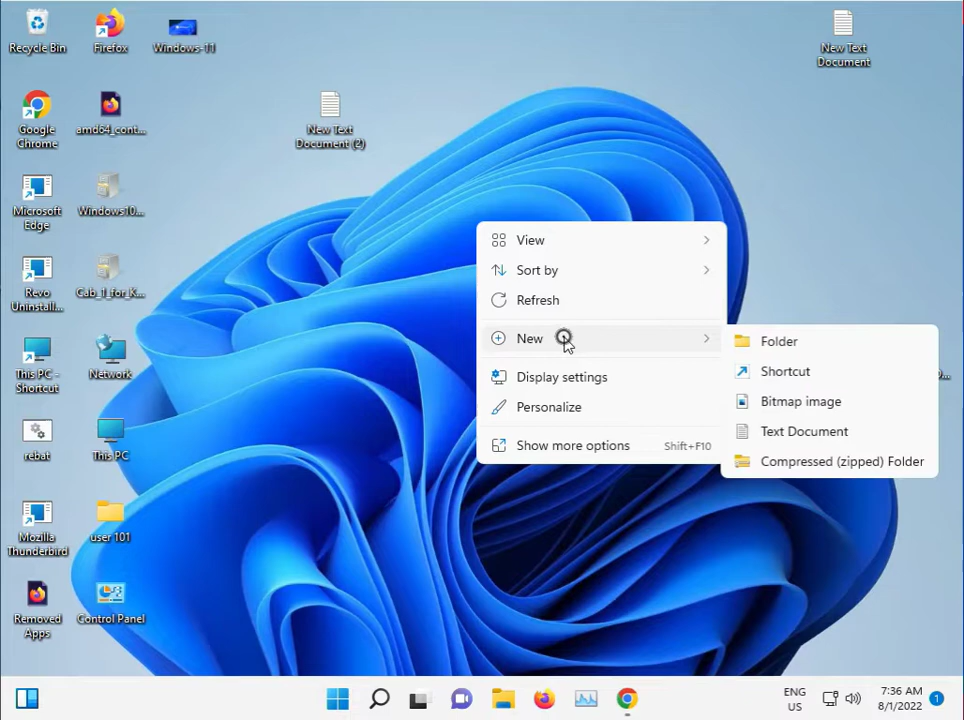 Recycle Bin
Firefox
Windows-11
New Text
Document
Google
Chrome
amd64_cont...
New Text
Document (2)
Microsoft
Edge
Windows10...
Revo
Uninstall...
Cab_1_for_K...
This PC -
Shortcut
Network
rebat
This PC
Mozilla
Thunderbird
user 101
Removed
Apps
Control Panel
View
Sort by
Refresh
New
Display settings
Personalize
Show more options
Shift+F10
Folder
Shortcut
Bitmap image
Text Document
Compressed (zipped) Folder
ENG
US
7:36 AM
8/1/2022
1